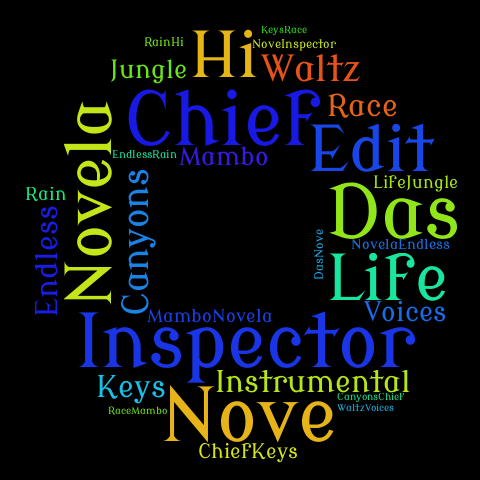 KeysRace
RainHi
Hi
NoveInspector
Jungle
Waltz
Chief
Race
Edit
EndlessRain
Mambo
Novela
Canyons
LifeJungle
Rain
Das
Endless
DasNove
NovelaEndless
Life
Voices
MamboNovela
Inspector
Keys
Instrumental
Nove
CanyonsChief
RaceMambo
WaltzVoices
ChiefKeys